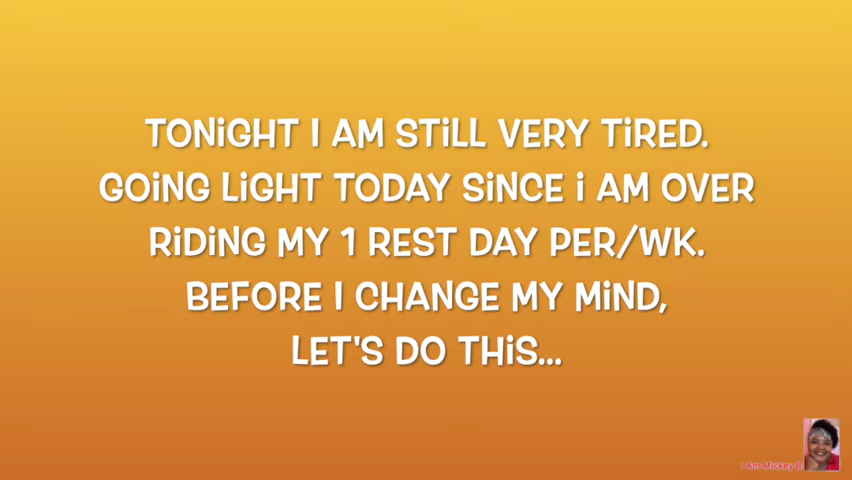 TONiGHT I AM STiLL VERY TiRED.
GOiNG LiGHT TODAY SiNCE i AM OVER
RiDiNG MY 1 REST DAY PER/WK.
BEFORE I CHANGE MY MiND,
LET'S DO THiS...
I Am Mickey B